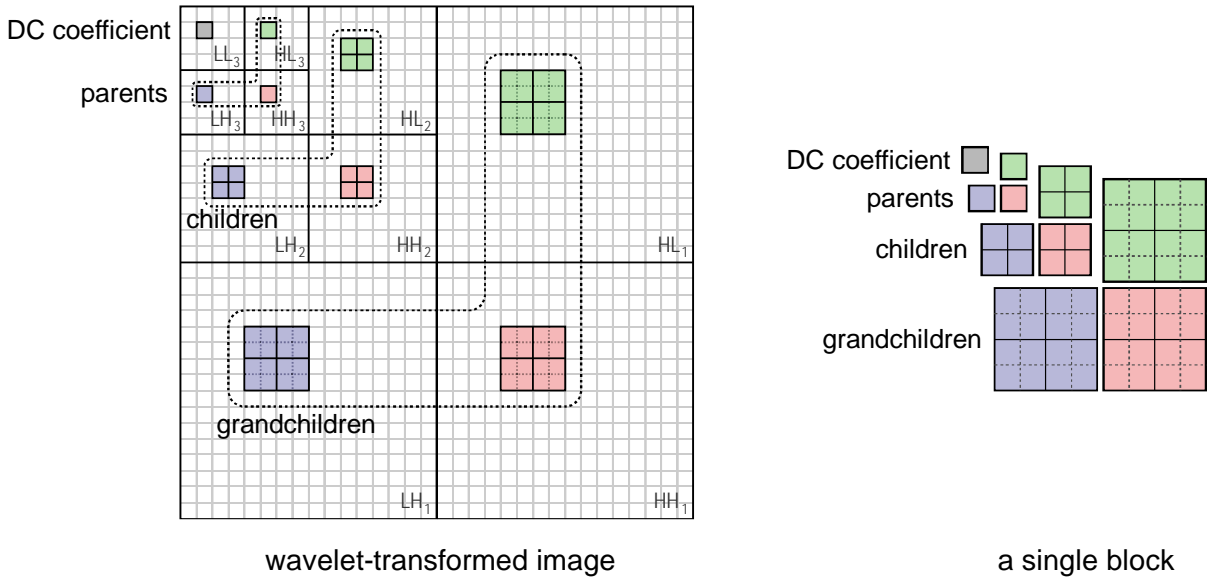 DC coefficient
LL3
HL3
parents
LH3
HH3
HL2
children
LH2
HH2
HL1
grandchildren
LH1
HH1
wavelet-transformed image
DC coefficient
parents
children
grandchildren
a single block